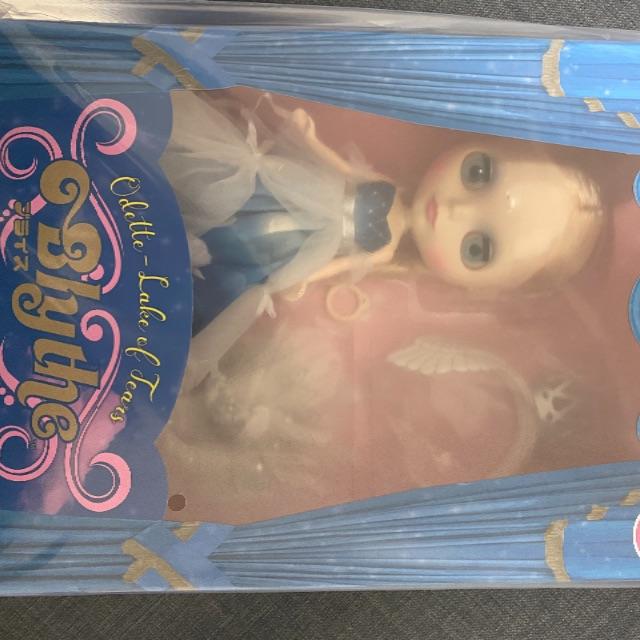 Odette - Lake of Tears
Blythe
ブライス